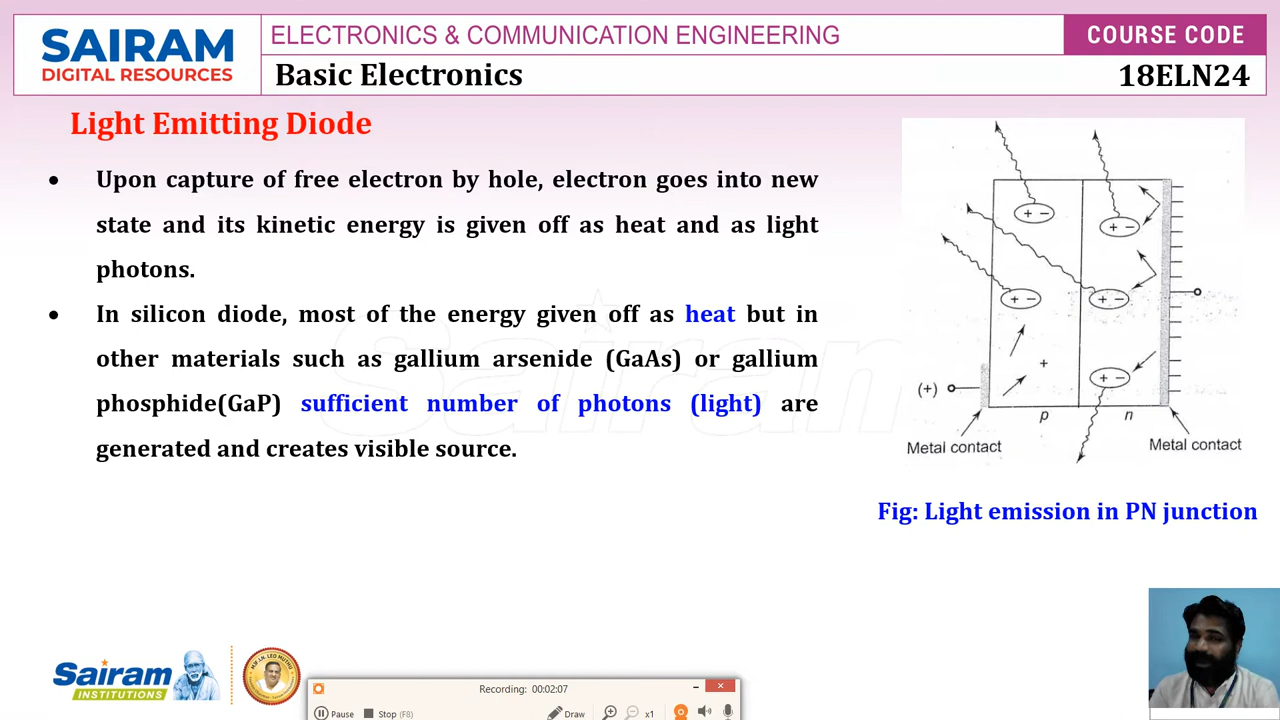 SAIRAM
DIGITAL RESOURCES
ELECTRONICS & COMMUNICATION ENGINEERING
COURSE CODE
Basic Electronics
18ELN24
Light Emitting Diode
• Upon capture of free electron by hole, electron goes into new
state and its kinetic energy is given off as heat and as light
photons.
• In silicon diode, most of the energy given off as heat but in
other materials such as gallium arsenide (GaAs) or gallium
phosphide(GaP) sufficient number of photons (light) are
generated and creates visible source.
Sairam
+ −
+ −
+ −
+ −
+
+ −
(+)
p
n
Metal contact
Metal contact
Fig: Light emission in PN junction
Sairam
INSTITUTIONS
MJF. LN. LEO MUTHU
Recording: 00:02:07
Pause
Stop (F8)
Draw
x1